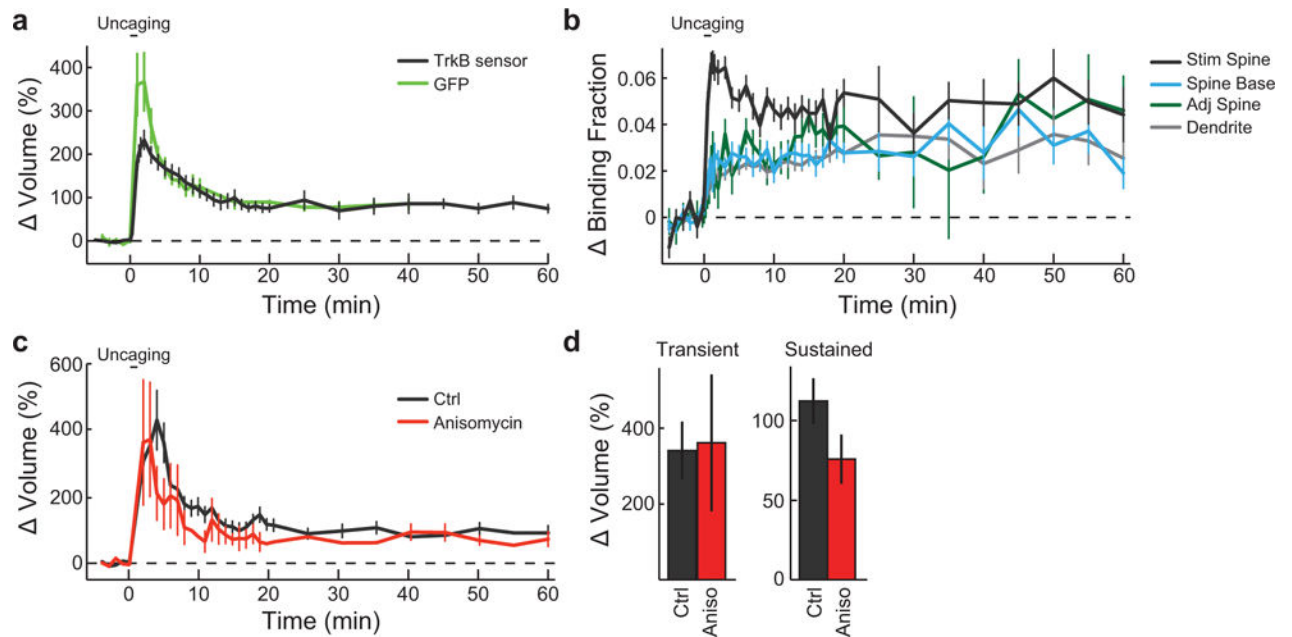 a
Uncaging
Δ Volume (%)
400
300
200
100
0
TrkB sensor
GFP
0 10 20 30 40 50 60
Time (min)
b
Uncaging
Δ Binding Fraction
0.06
0.04
0.02
0
Stim Spine
Spine Base
Adj Spine
Dendrite
0 10 20 30 40 50 60
Time (min)
c
Uncaging
Δ Volume (%)
600
400
200
0
Ctrl
Anisomycin
0 10 20 30 40 50 60
Time (min)
d
Transient
Δ Volume (%)
400
200
Ctrl
Aniso
Sustained
100
50
0
Ctrl
Aniso